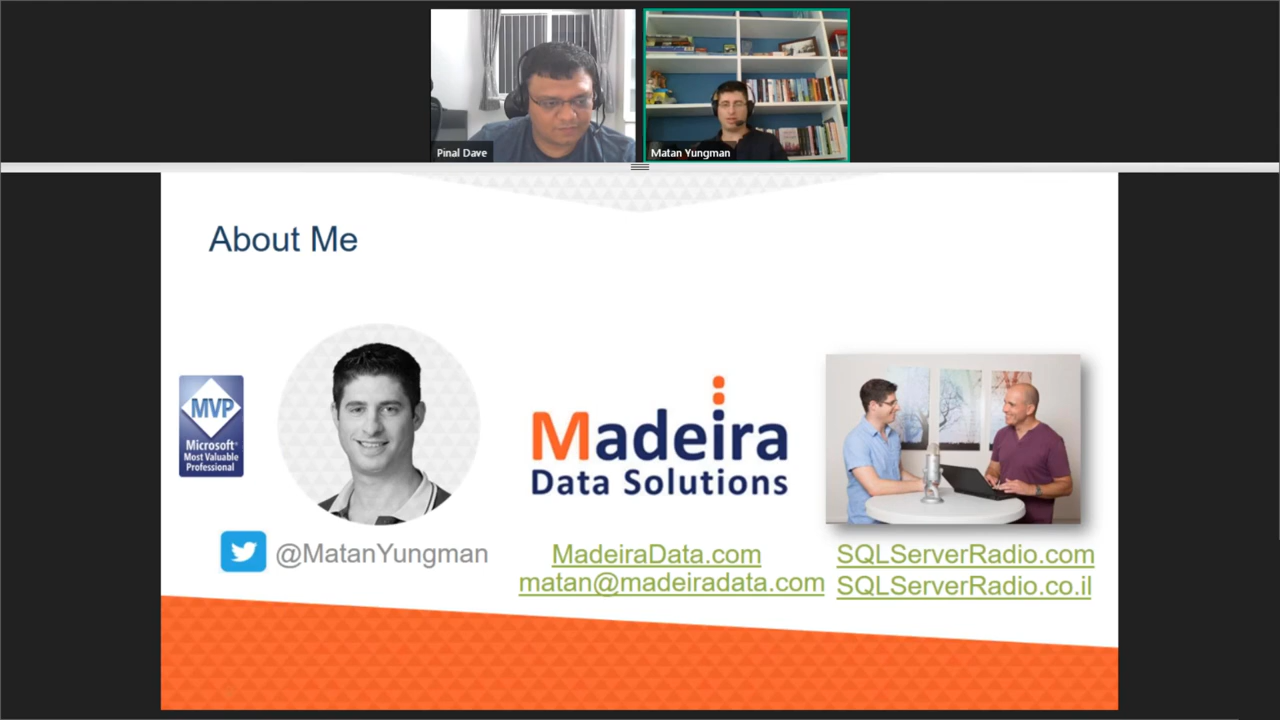 Pinal Dave
Matan Yungman
About Me
MVP
Microsoft®
Most Valuable
Professional
Madeira
Data Solutions
@MatanYungman
MadeiraData.com
matan@madeiradata.com
SQLServerRadio.com
SQLServerRadio.co.il